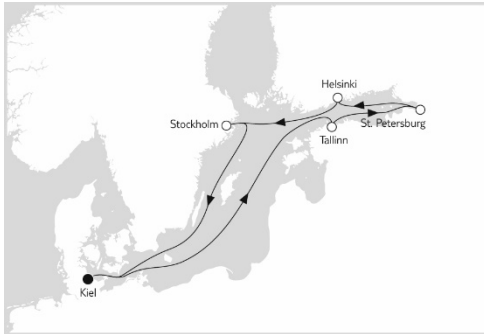 Helsinki
Stockholm
St. Petersburg
Tallinn
Kiel